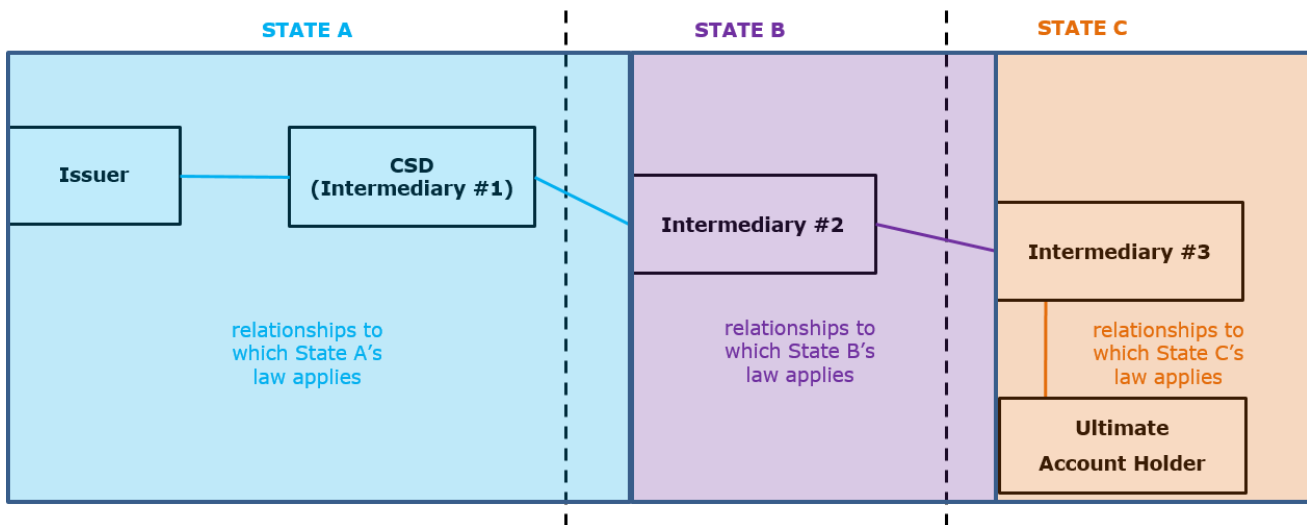 STATE A
STATE B
STATE C
Issuer
CSD
(Intermediary #1)
Intermediary #2
Intermediary #3
relationships to
which State A’s
law applies
relationships to
which State B’s
law applies
relationships to
which State C’s
law applies
Ultimate
Account Holder